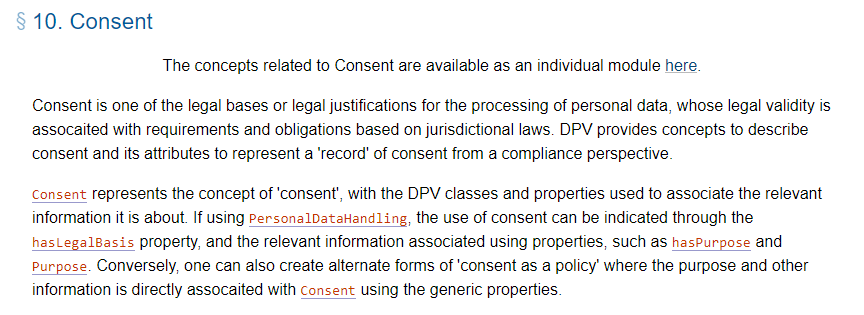 § 10. Consent
The concepts related to Consent are available as an individual module here.
Consent is one of the legal bases or legal justifications for the processing of personal data, whose legal validity is
assocaited with requirements and obligations based on jurisdictional laws. DPV provides concepts to describe
consent and its attributes to represent a 'record' of consent from a compliance perspective.
Consent represents the concept of 'consent', with the DPV classes and properties used to associate the relevant
information it is about. If using PersonalDataHandling, the use of consent can be indicated through the
hasLegalBasis property, and the relevant information associated using properties, such as hasPurpose and
Purpose. Conversely, one can also create alternate forms of 'consent as a policy' where the purpose and other
information is directly assocaited with Consent using the generic properties.